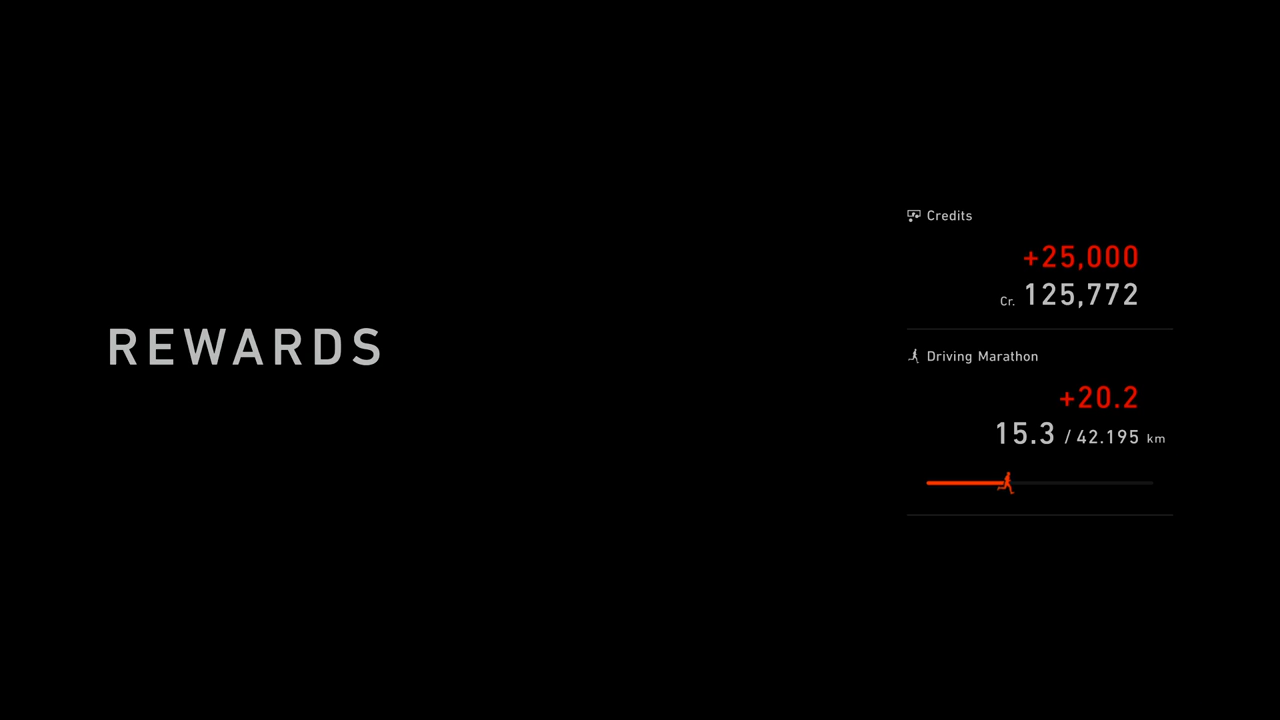 REWARDS
Credits
+25,000
Cr. 125,772
Driving Marathon
+20.2
15.3 / 42.195 km